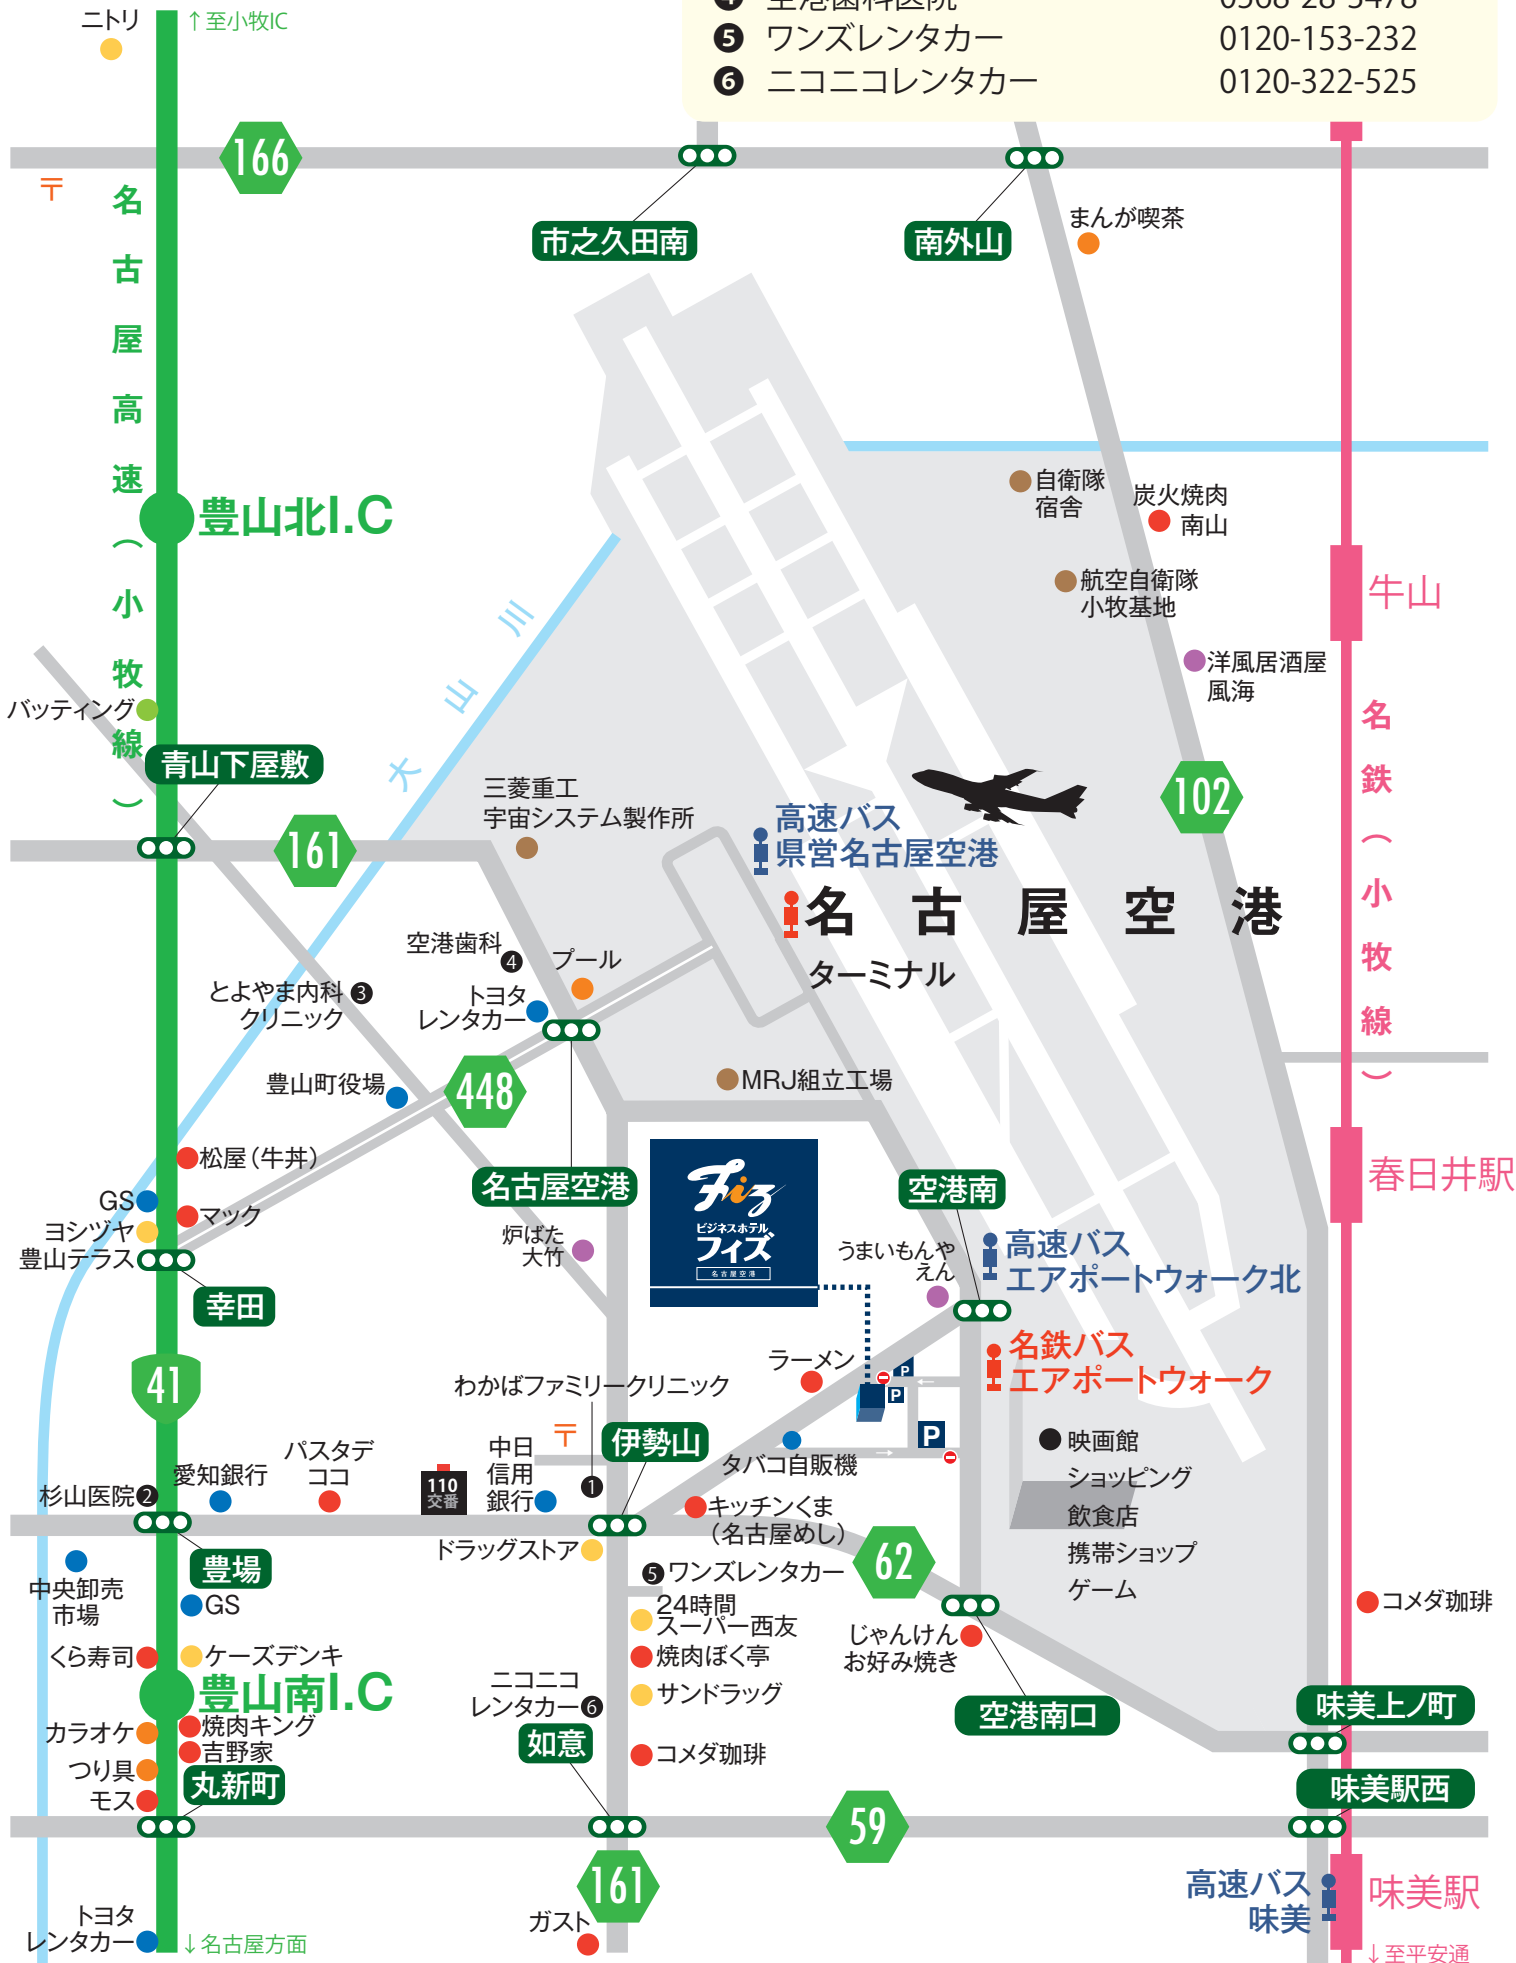 ④ 空港歯科医院 0568-28-5478
⑤ ワンズレンタカー 0120-153-232
⑥ ニコニコレンタカー 0120-322-525
ニトリ
↑至小牧IC
166
〒
名古屋高速(小牧線)
市之久田南
南外山
まんが喫茶
自衛隊
宿舎
炭火焼肉
南山
豊山北I.C
航空自衛隊
小牧基地
牛山
大山川
洋風居酒屋
風海
バッティング
名鉄(小牧線)
青山下屋敷
三菱重工
宇宙システム製作所
102
161
高速バス
県営名古屋空港
名古屋空港
ターミナル
空港歯科④
プール
とよやま内科③
クリニック
トヨタ
レンタカー
豊山町役場
448
MRJ組立工場
松屋(牛丼)
GS
マック
ヨシヅヤ
豊山テラス
名古屋空港
Fiz
ビジネスホテル
フィズ
名古屋空港
空港南
春日井駅
炉ばた
大竹
うまいもんや
えん
高速バス
エアポートウォーク北
幸田
41
ラーメン
名鉄バス
エアポートウォーク
P
P
P
わかばファミリークリニック
〒
伊勢山
中日
信用
銀行
①
タバコ自販機
映画館
ショッピング
飲食店
携帯ショップ
ゲーム
パスタデ
ココ
愛知銀行
杉山医院②
110
交番
キッチンくま
(名古屋めし)
ドラッグストア
豊場
62
⑤ワンズレンタカー
中央卸売
市場
GS
24時間
スーパー西友
コメダ珈琲
くら寿司
ケーズデンキ
焼肉ぼく亭
じゃんけん
お好み焼き
豊山南I.C
ニコニコ
レンタカー⑥
サンドラッグ
空港南口
味美上ノ町
カラオケ
焼肉キング
吉野家
如意
コメダ珈琲
つり具
丸新町
モス
味美駅西
59
161
高速バス
味美
味美駅
トヨタ
レンタカー
↓名古屋方面
ガスト
↓至平安通